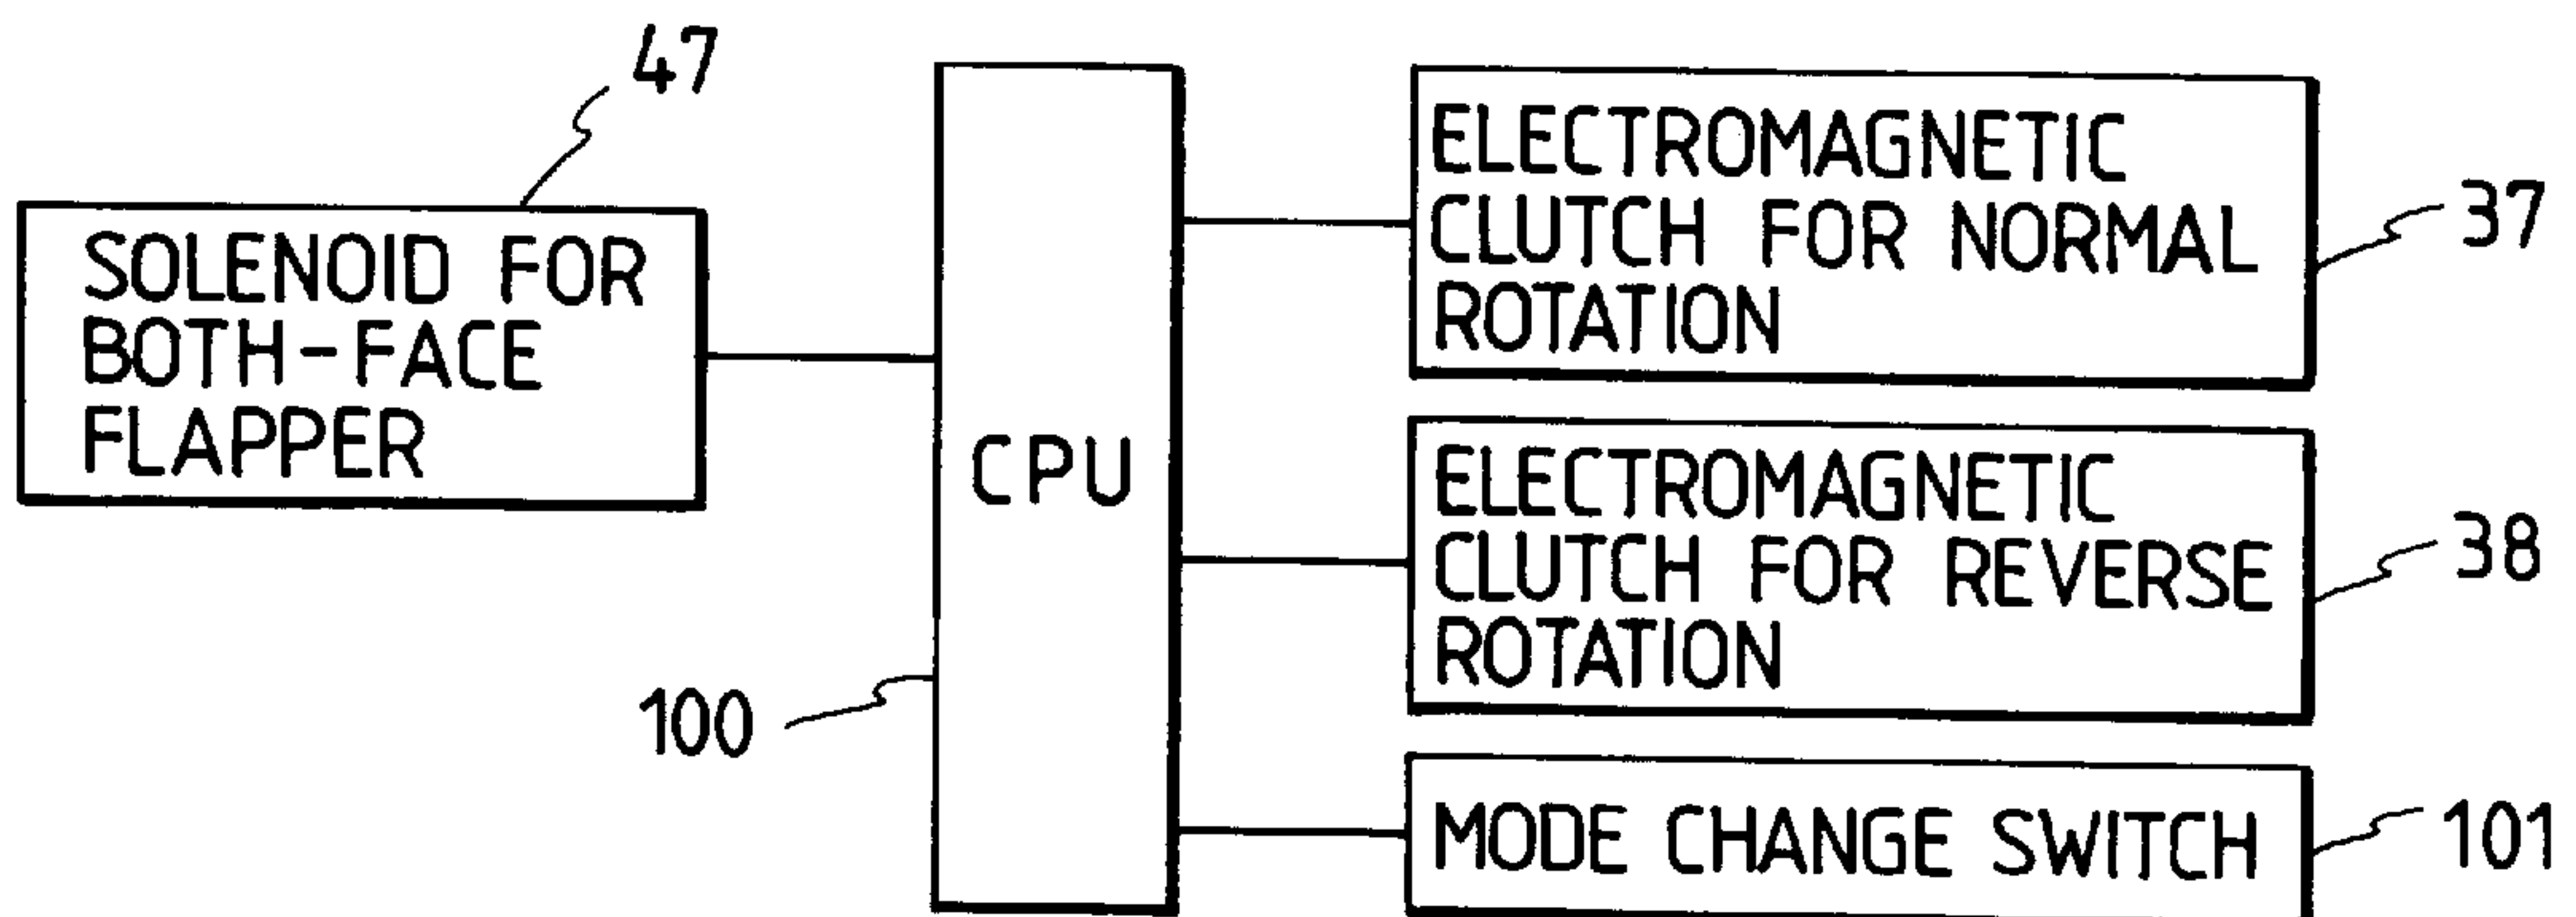 47
SOLENOID FOR
BOTH-FACE
FLAPPER
CPU
100
ELECTROMAGNETIC
CLUTCH FOR NORMAL
ROTATION
37
ELECTROMAGNETIC
CLUTCH FOR REVERSE
ROTATION
38
MODE CHANGE SWITCH
101